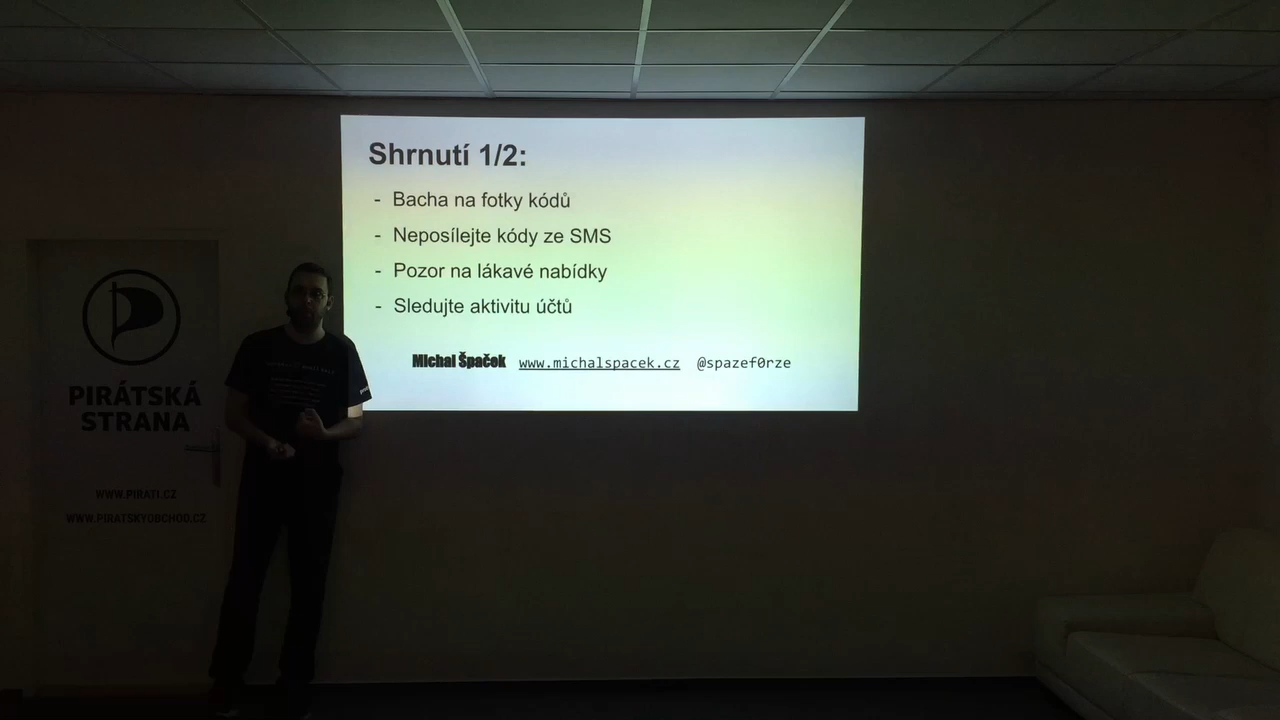 Shrnutí 1/2:
- Bacha na fotky kódů
- Neposílejte kódy ze SMS
- Pozor na lákavé nabídky
- Sledujte aktivitu účtů
Michal Špaček www.michalspacek.cz @spazef0rze
PIRÁTSKÁ
STRANA
WWW.PIRATI.CZ
WWW.PIRATSKYOBCHOD.CZ